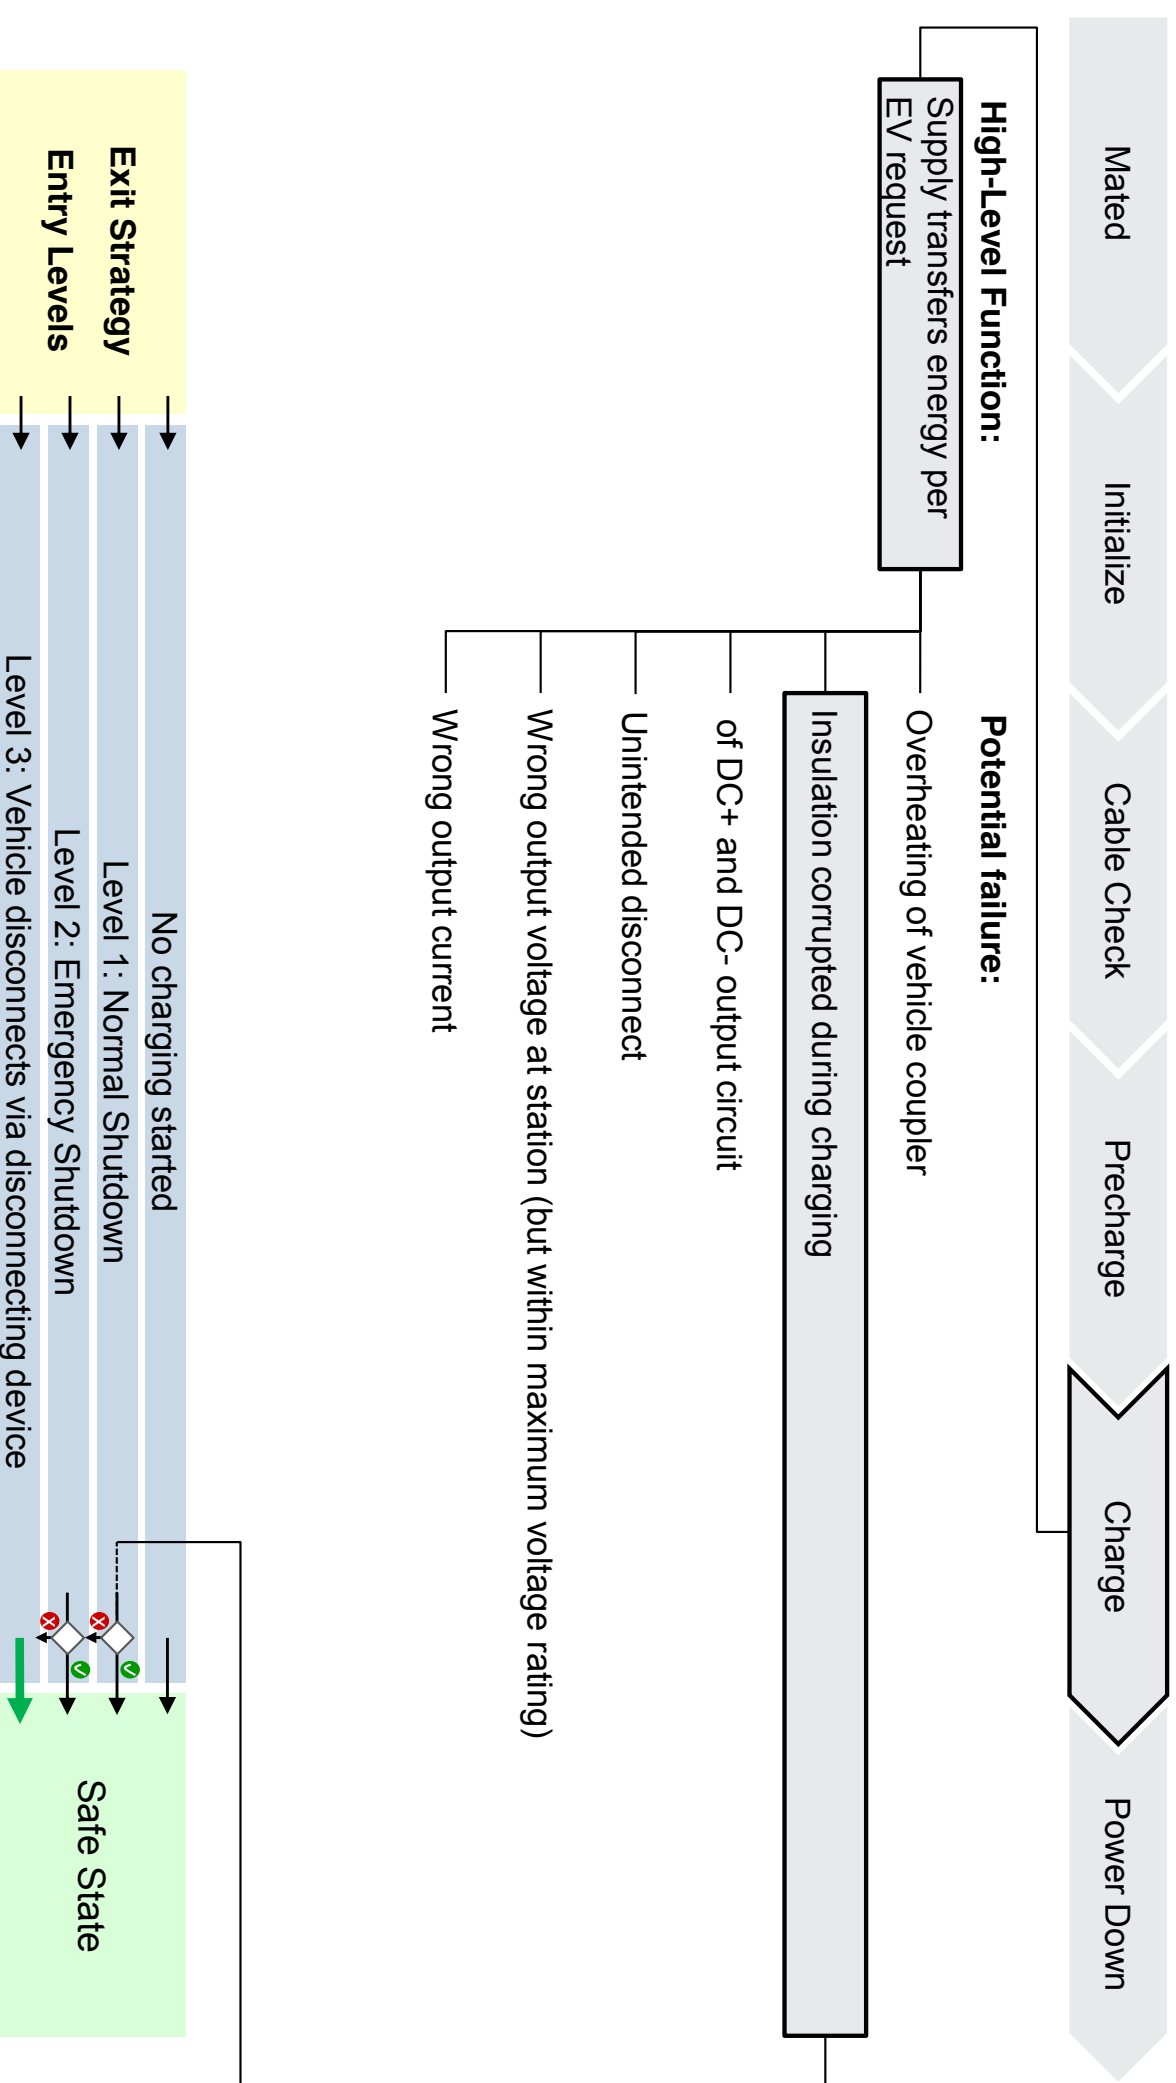 Mated
Initialize
Cable Check
Precharge
Charge
Power Down
High-Level Function:
Potential failure:
Supply transfers energy per
EV request
Overheating of vehicle coupler
Insulation corrupted during charging
of DC+ and DC- output circuit
Unintended disconnect
Wrong output voltage at station (but within maximum voltage rating)
Wrong output current
Exit Strategy
Entry Levels
No charging started
Level 1: Normal Shutdown
Level 2: Emergency Shutdown
Level 3: Vehicle disconnects via disconnecting device
Safe State